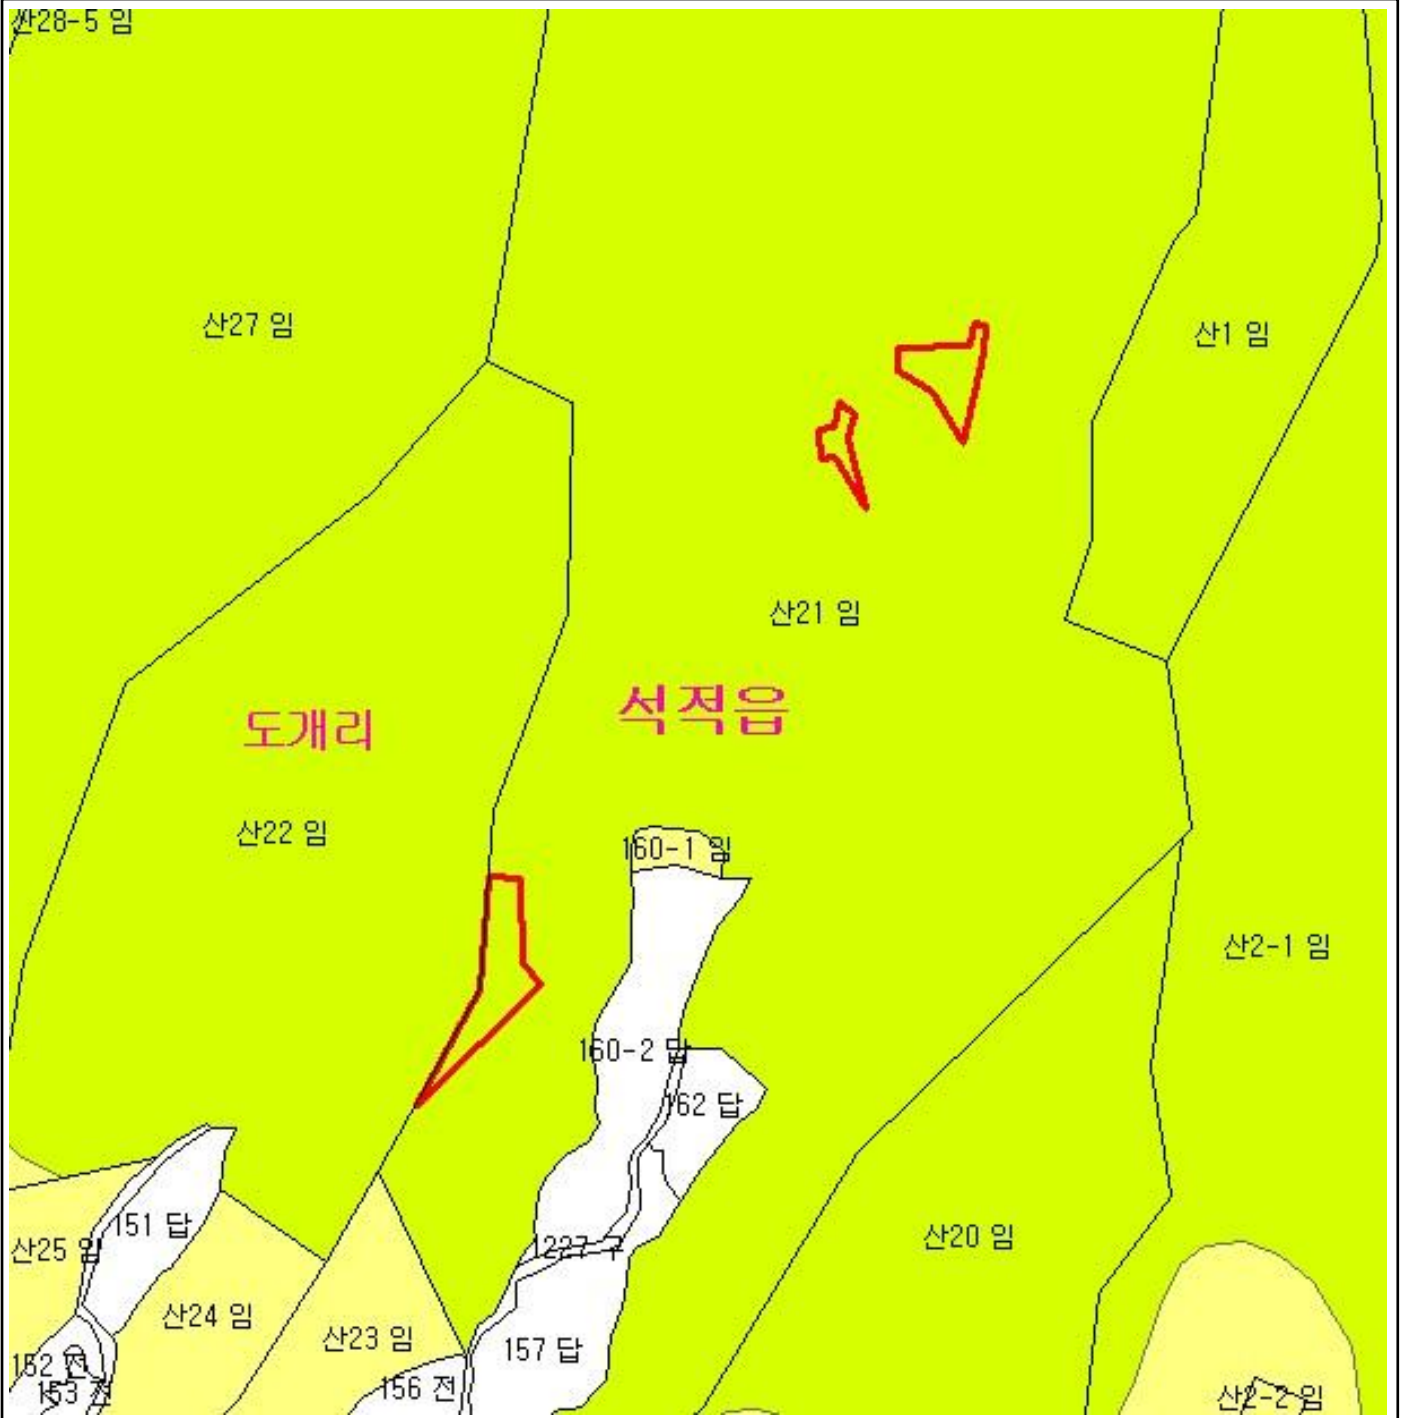 산28-5 임
산27 임
산1 임
산21 임
석적읍
도개리
산22 임
160-1 임
산2-1 임
160-2 답
162 답
151 답
1227 구
산20 임
산25 임
산24 임
산23 임
157 답
152 전
156 전
153 전
산2-2 임